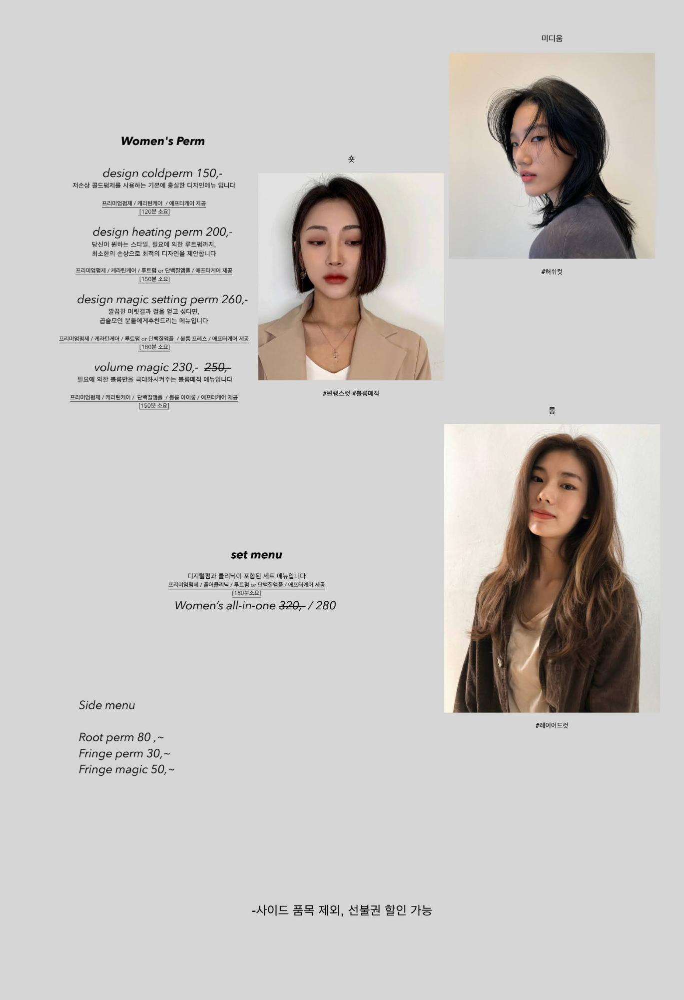 미디움
Women's Perm
숏
design coldperm 150,-
저손상 콜드펌제를 사용하는 기본에 충실한 디자인메뉴 입니다
프리미엄펌제 / 케라틴케어 / 애프터케어 제공
[120분 소요]
design heating perm 200,-
당신이 원하는 스타일, 필요에 의한 루트펌까지,
최소한의 손상으로 최적의 디자인을 제안합니다
프리미엄펌제 / 케라틴케어 / 루트펌 or 단백질앰플 / 애프터케어 제공
[150분 소요]
design magic setting perm 260,-
깔끔한 머릿결과 컬을 얻고 싶다면,
곱슬모인 분들에게추천드리는 메뉴입니다
프리미엄펌제 / 케라틴케어 / 루트펌 or 단백질앰플 / 볼륨 프레스 / 애프터케어 제공
[180분 소요]
volume magic 230,- 250,-
필요에 의한 볼륨만을 극대화시켜주는 볼륨매직 메뉴입니다
프리미엄펌제 / 케라틴케어 / 단백질앰플 / 볼륨 아이롱 / 애프터케어 제공
[150분 소요]
#허쉬컷
#원랭스컷 #볼륨매직
롱
set menu
디지털펌과 클리닉이 포함된 세트 메뉴입니다
프리미엄펌제 / 풀어클리닉 / 루트펌 or 단백질앰플 / 애프터케어 제공
[180분소요]
Women’s all-in-one 320,- / 280
#레이어드컷
Side menu
Root perm 80 ,~
Fringe perm 30,~
Fringe magic 50,~
-사이드 품목 제외, 선불권 할인 가능